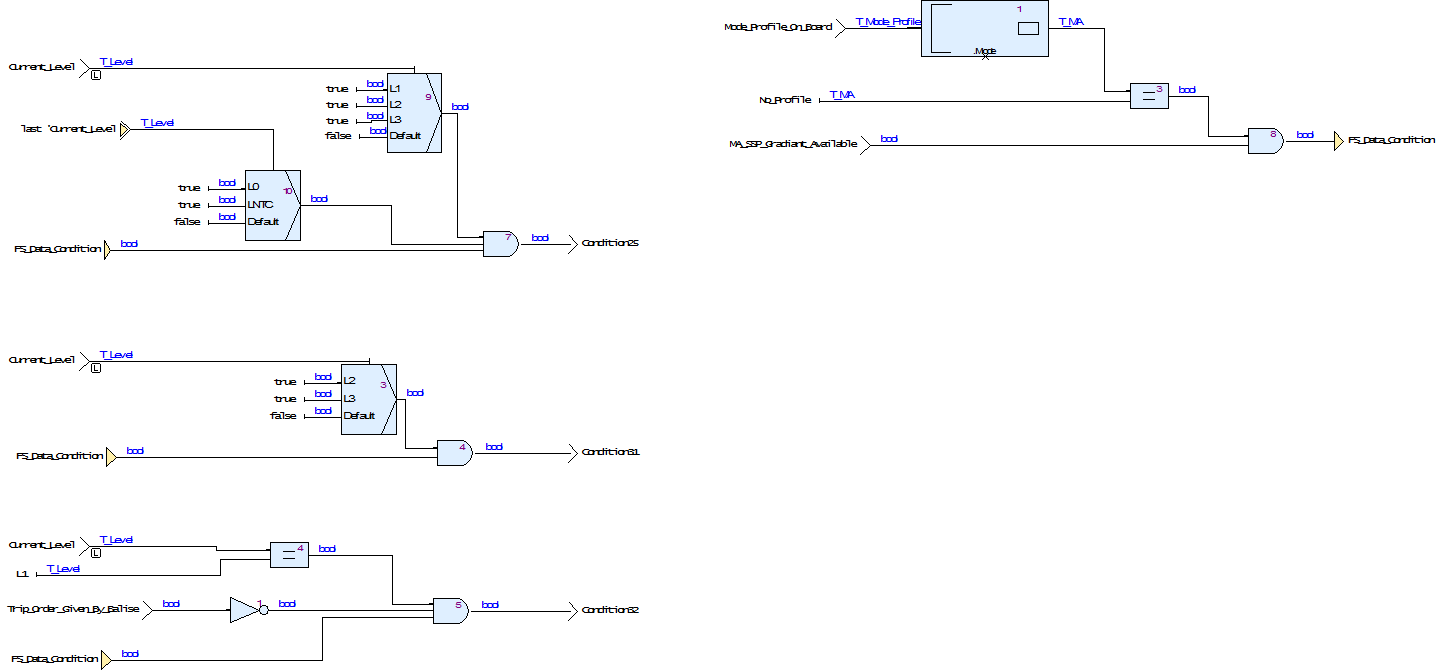 Current_Level
T_Level
L
true
bool
L1
true
bool
L2
9
true
bool
L3
false
bool
Default
bool
last 'Current_Level
T_Level
true
bool
L0
10
true
bool
LNTC
false
bool
Default
bool
FS_Data_Condition
bool
7
bool
Condition25
Current_Level
T_Level
L
true
bool
L2
3
true
bool
L3
false
bool
Default
bool
FS_Data_Condition
bool
4
bool
Condition31
Current_Level
T_Level
L
4
bool
L1
T_Level
Trip_Order_Given_By_Balise
bool
1
bool
5
bool
Condition32
FS_Data_Condition
bool
Mode_Profile_On_Board
T_Mode_Profile
1
.Mode
T_MA
No_Profile
T_MA
3
bool
MA_SSP_Gradiant_Available
bool
8
bool
FS_Data_Condition